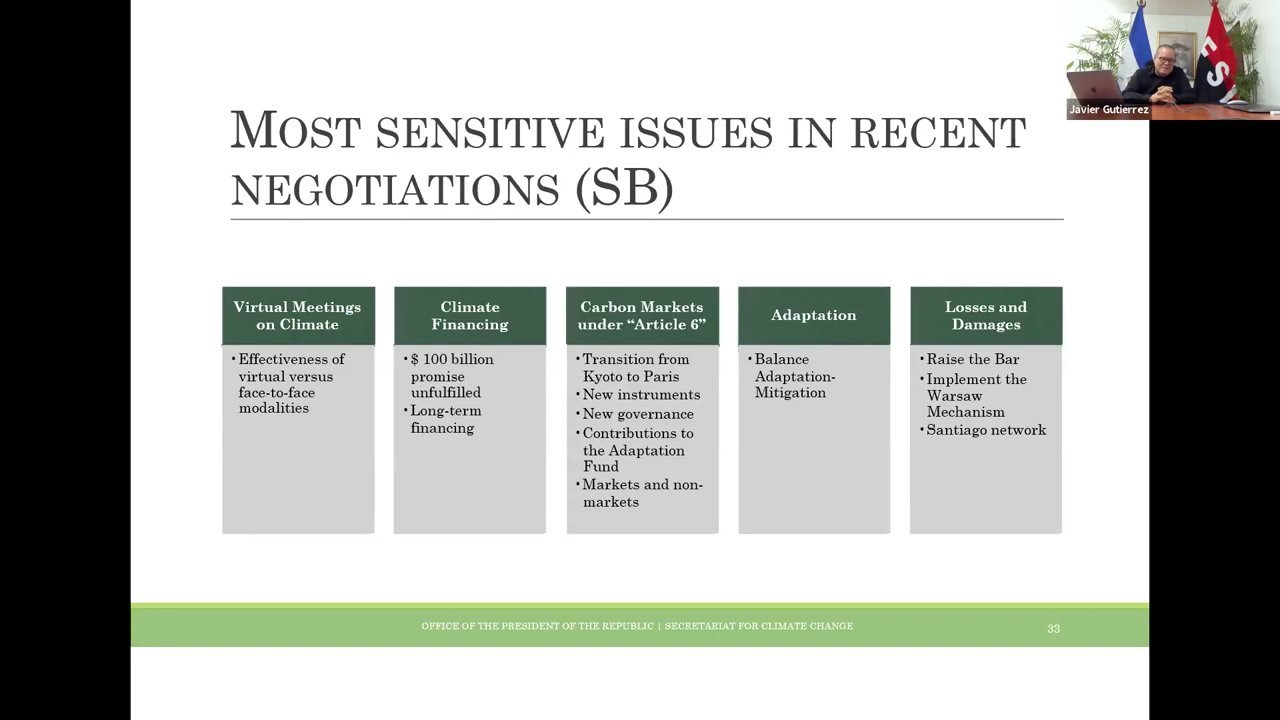 Javier Gutierrez
MOST SENSITIVE ISSUES IN RECENT
NEGOTIATIONS (SB)
Virtual Meetings
on Climate
• Effectiveness of
virtual versus
face-to-face
modalities
Climate
Financing
• $ 100 billion
promise
unfulfilled
• Long-term
financing
Carbon Markets
under “Article 6”
• Transition from
Kyoto to Paris
• New instruments
• New governance
• Contributions to
the Adaptation
Fund
• Markets and non-
markets
Adaptation
• Balance
Adaptation-
Mitigation
Losses and
Damages
• Raise the Bar
• Implement the
Warsaw
Mechanism
• Santiago network
OFFICE OF THE PRESIDENT OF THE REPUBLIC | SECRETARIAT FOR CLIMATE CHANGE
33